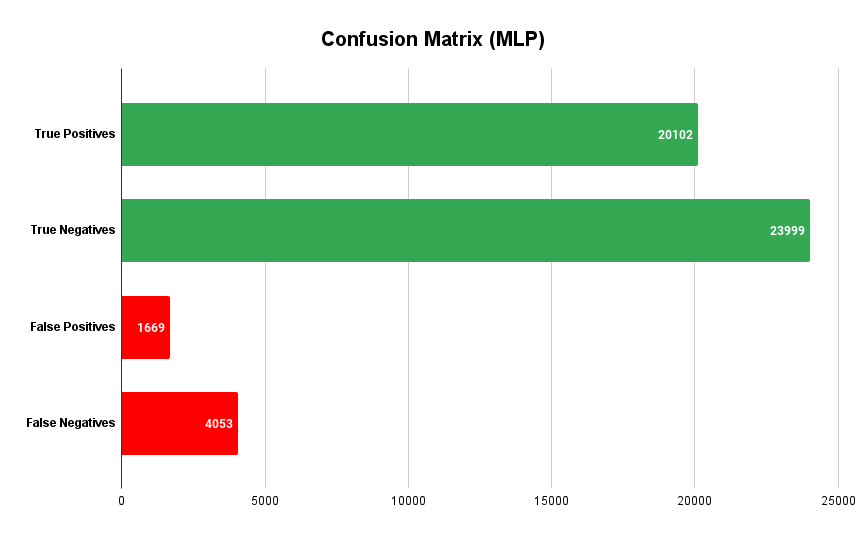 Confusion Matrix (MLP)
True Positives
20102
True Negatives
23999
False Positives
1669
False Negatives
4053
0 5000 10000 15000 20000 25000